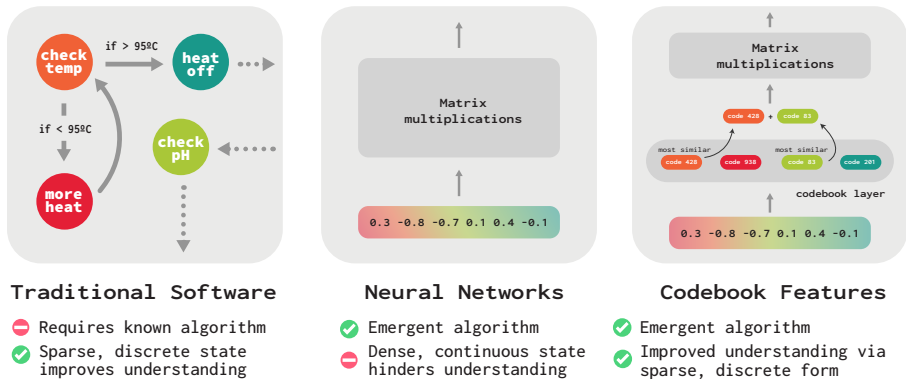 check
temp
if > 95ºC
heat
off
if < 95ºC
check
pH
more
heat
Traditional Software
Requires known algorithm
Sparse, discrete state
improves understanding
Matrix
multiplications
0.3 -0.8 -0.7 0.1 0.4 -0.1
Neural Networks
Emergent algorithm
Dense, continuous state
hinders understanding
Matrix
multiplications
code 428 + code 83
most similar most similar
code 428 code 938 code 83 code 201
codebook layer
0.3 -0.8 -0.7 0.1 0.4 -0.1
Codebook Features
Emergent algorithm
Improved understanding via
sparse, discrete form